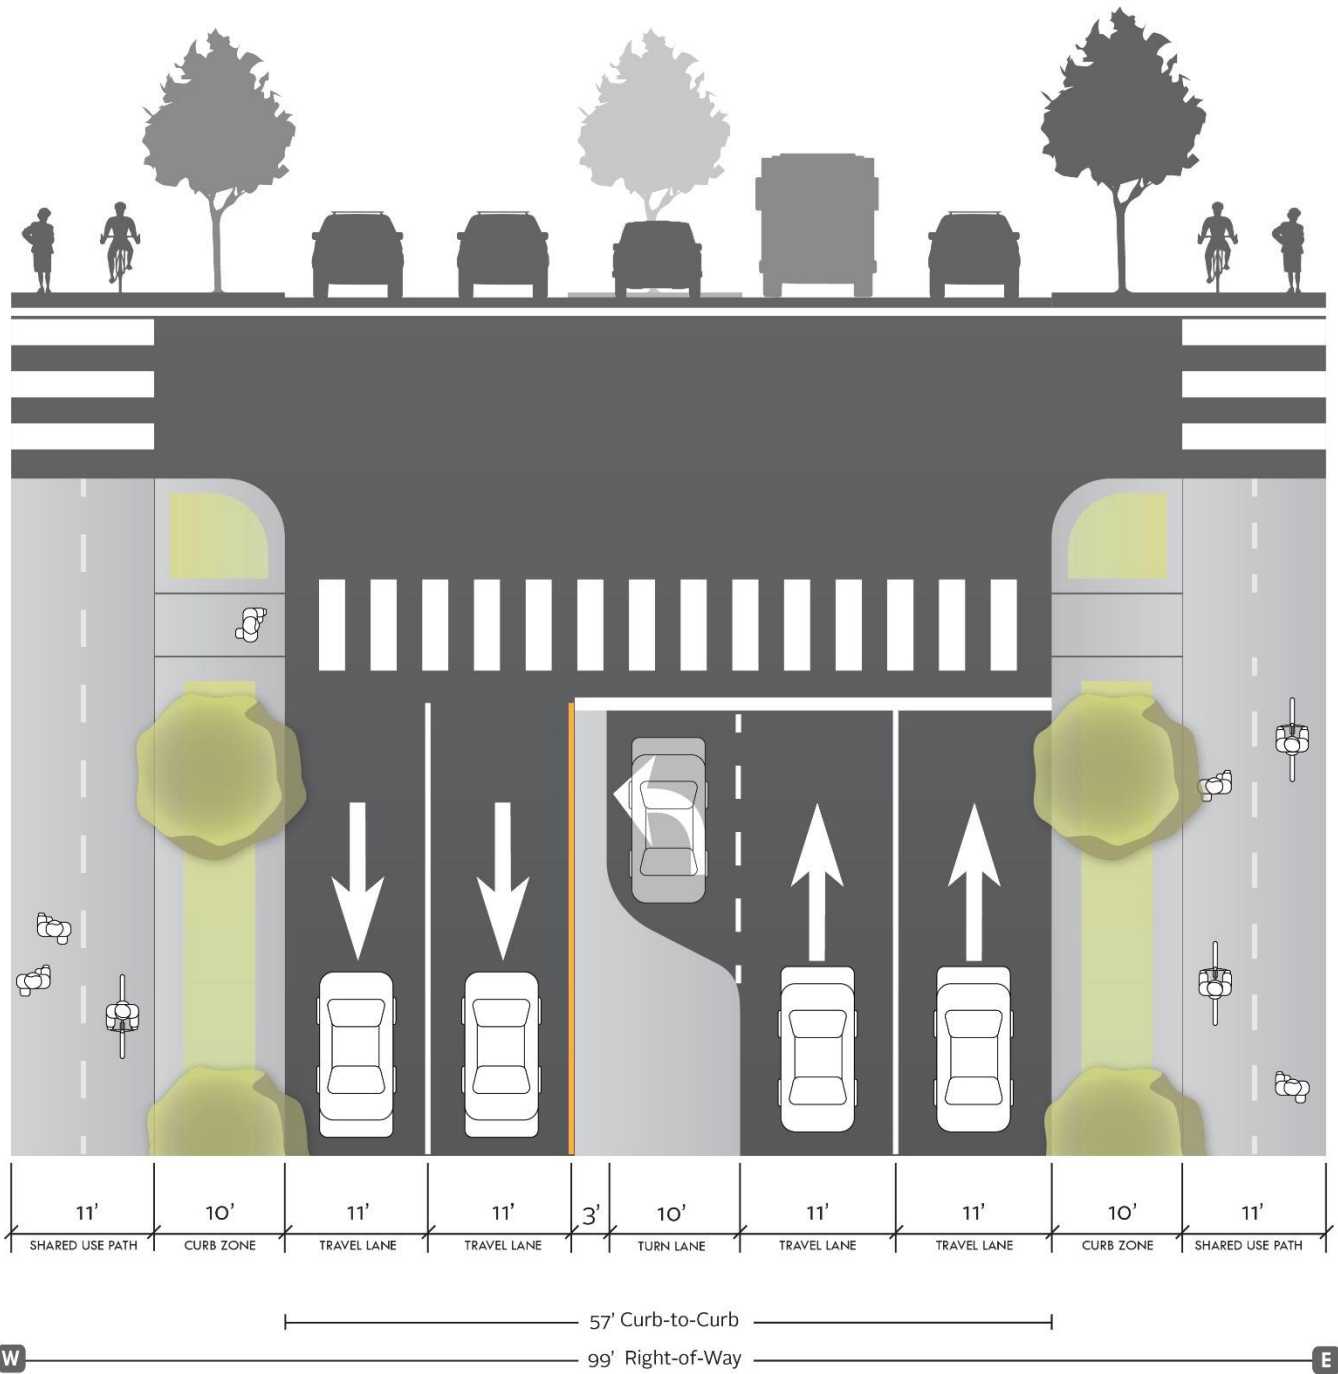 11' 10' 11' 11' 3' 10' 11' 11' 10' 11'
SHARED USE PATH CURB ZONE TRAVEL LANE TRAVEL LANE TURN LANE TRAVEL LANE TRAVEL LANE CURB ZONE SHARED USE PATH
57' Curb-to-Curb
W 99' Right-of-Way E